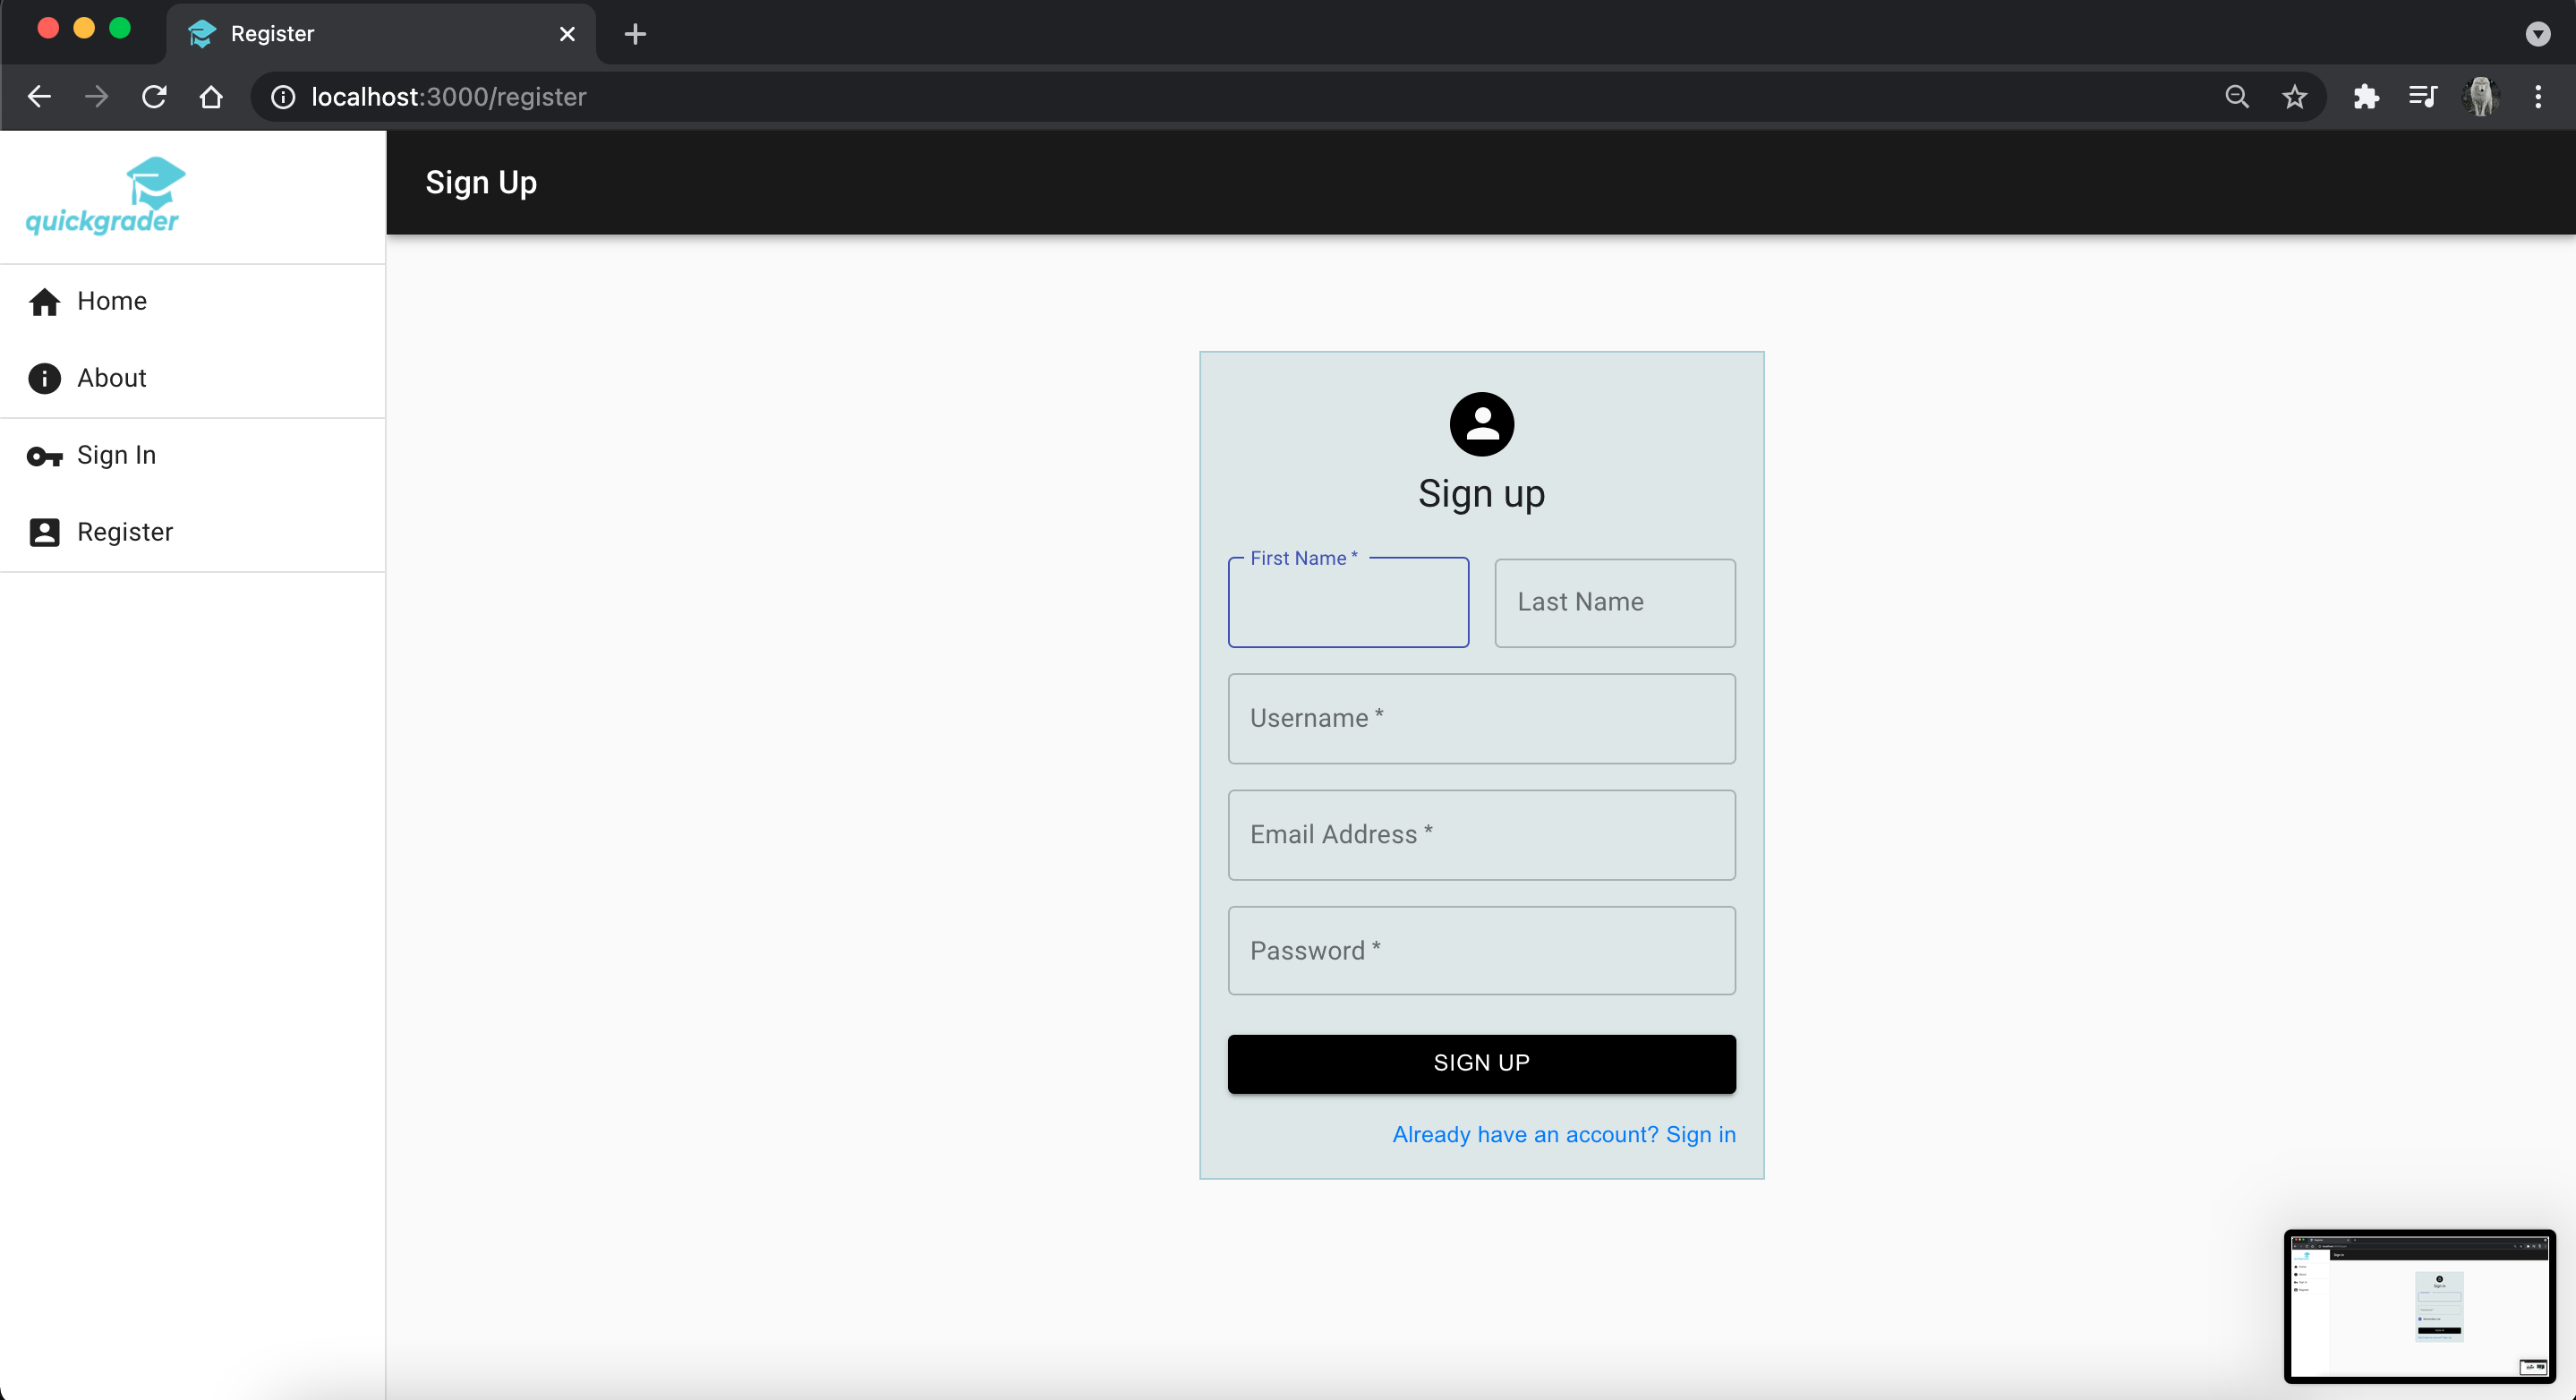 Register
localhost:3000/register
quickgrader
Sign Up
Home
About
Sign In
Register
Sign up
First Name *
Last Name
Username *
Email Address *
Password *
SIGN UP
Already have an account? Sign in